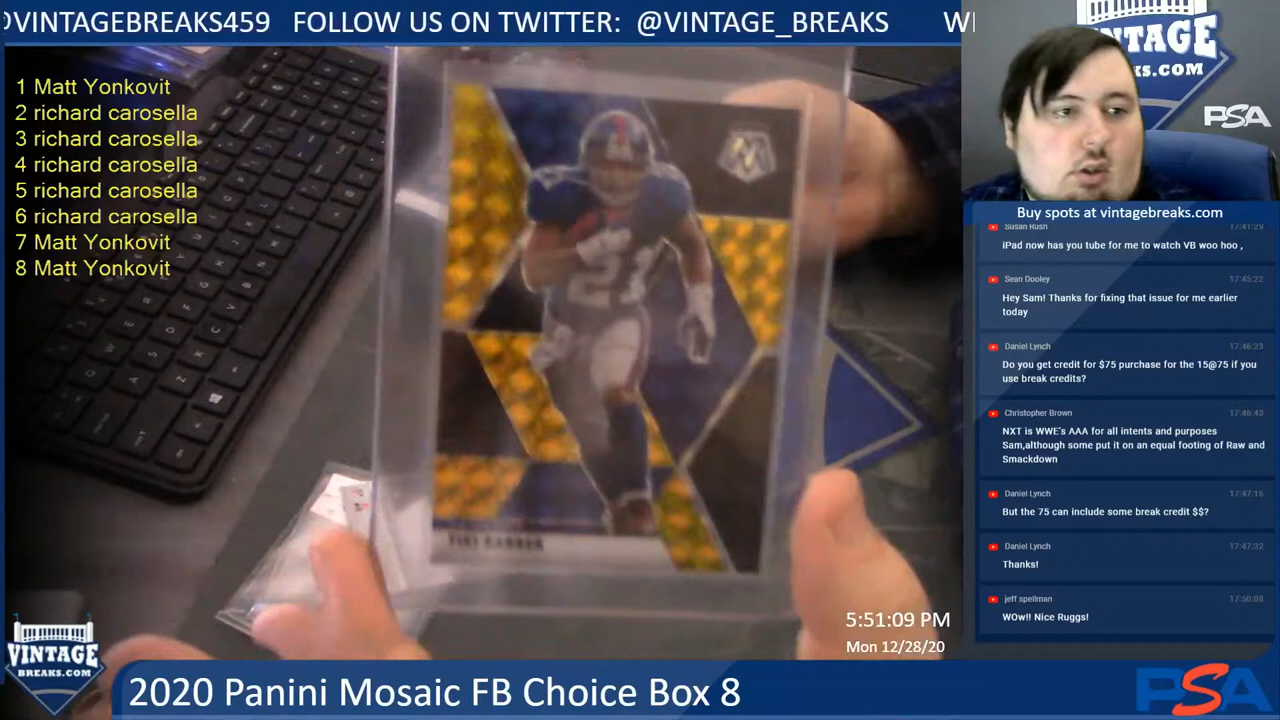 VINTAGEBREAKS459 FOLLOW US ON TWITTER: @VINTAGE_BREAKS
1 Matt Yonkovit
2 richard carosella
3 richard carosella
4 richard carosella
5 richard carosella
6 richard carosella
7 Matt Yonkovit
8 Matt Yonkovit
21
VINTAGE
BREAKS.COM
PSA
Buy spots at vintagebreaks.com
Susan Rush 17:41:29
iPad now has you tube for me to watch VB woo hoo ,
Sean Dooley 17:45:22
Hey Sam! Thanks for fixing that issue for me earlier
today
Daniel Lynch 17:46:23
Do you get credit for $75 purchase for the 15@75 if you
use break credits?
Christopher Brown 17:46:43
NXT is WWE's AAA for all intents and purposes
Sam,although some put it on an equal footing of Raw and
Smackdown
Daniel Lynch 17:47:16
But the 75 can include some break credit $$?
Daniel Lynch 17:47:32
Thanks!
jeff spellman 17:50:08
WOw!! Nice Ruggs!
5:51:09 PM
Mon 12/28/20
VINTAGE
BREAKS.COM
2020 Panini Mosaic FB Choice Box 8
PSA